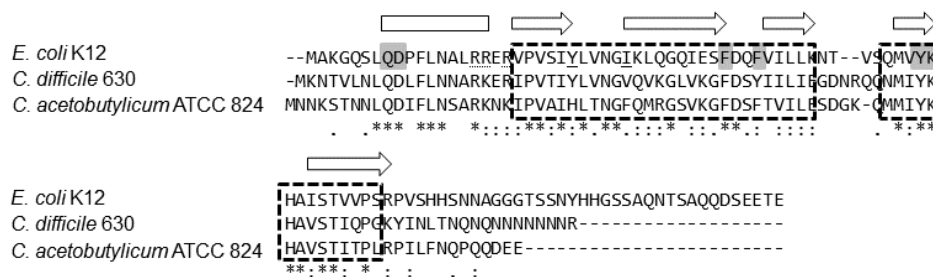 E. coli K12 --MAKGQSLQDPFLNALRRERVPVSIYLVNGIKLQGQIESFDQFVILLKNT--VSQMVYK
C. difficile 630 -MKNTVLNLQDLFLNNARKERIPVTIYLVNGVQVKGLVKGFDSYIILIEGDNRQQNMIYK
C. acetobutylicum ATCC 824 MNNKSTNNLQDIFLNSARKNKIPVAIHLTNGFQMRGSVKGFDSFTVILESDGK-QMMIYK
. .*** *** *::::**:*:*.**.:::* ::.**.: :::: . *:**
E. coli K12 HAISTVVPSRPVSHHSNNAGGGTSSNYHHGSSAQNTSAQQDSEETE
C. difficile 630 HAVSTIQPGKYINLTNQNQNNNNNNNR-------------------
C. acetobutylicum ATCC 824 HAVSTITPLRPILFNQPQQDEE------------------------
**:**: * : : . :